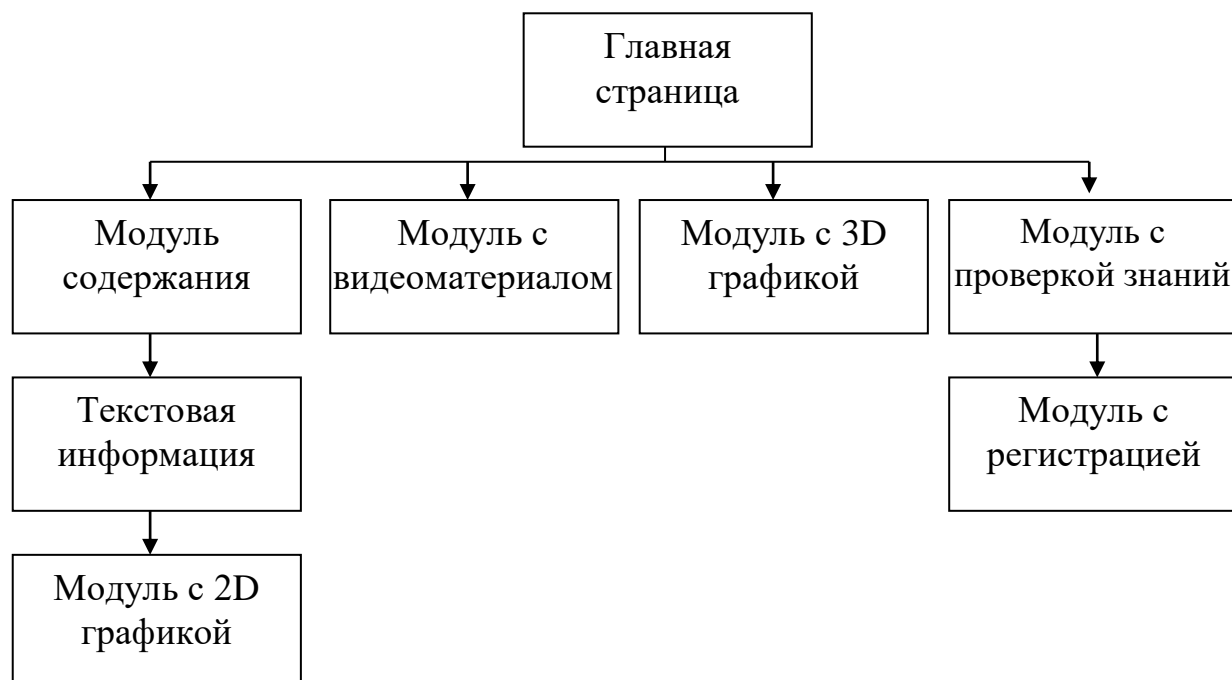 Главная
страница
Модуль
содержания
Модуль с
видеоматериалом
Модуль с 3D
графикой
Модуль с
проверкой знаний
Текстовая
информация
Модуль с
регистрацией
Модуль с 2D
графикой